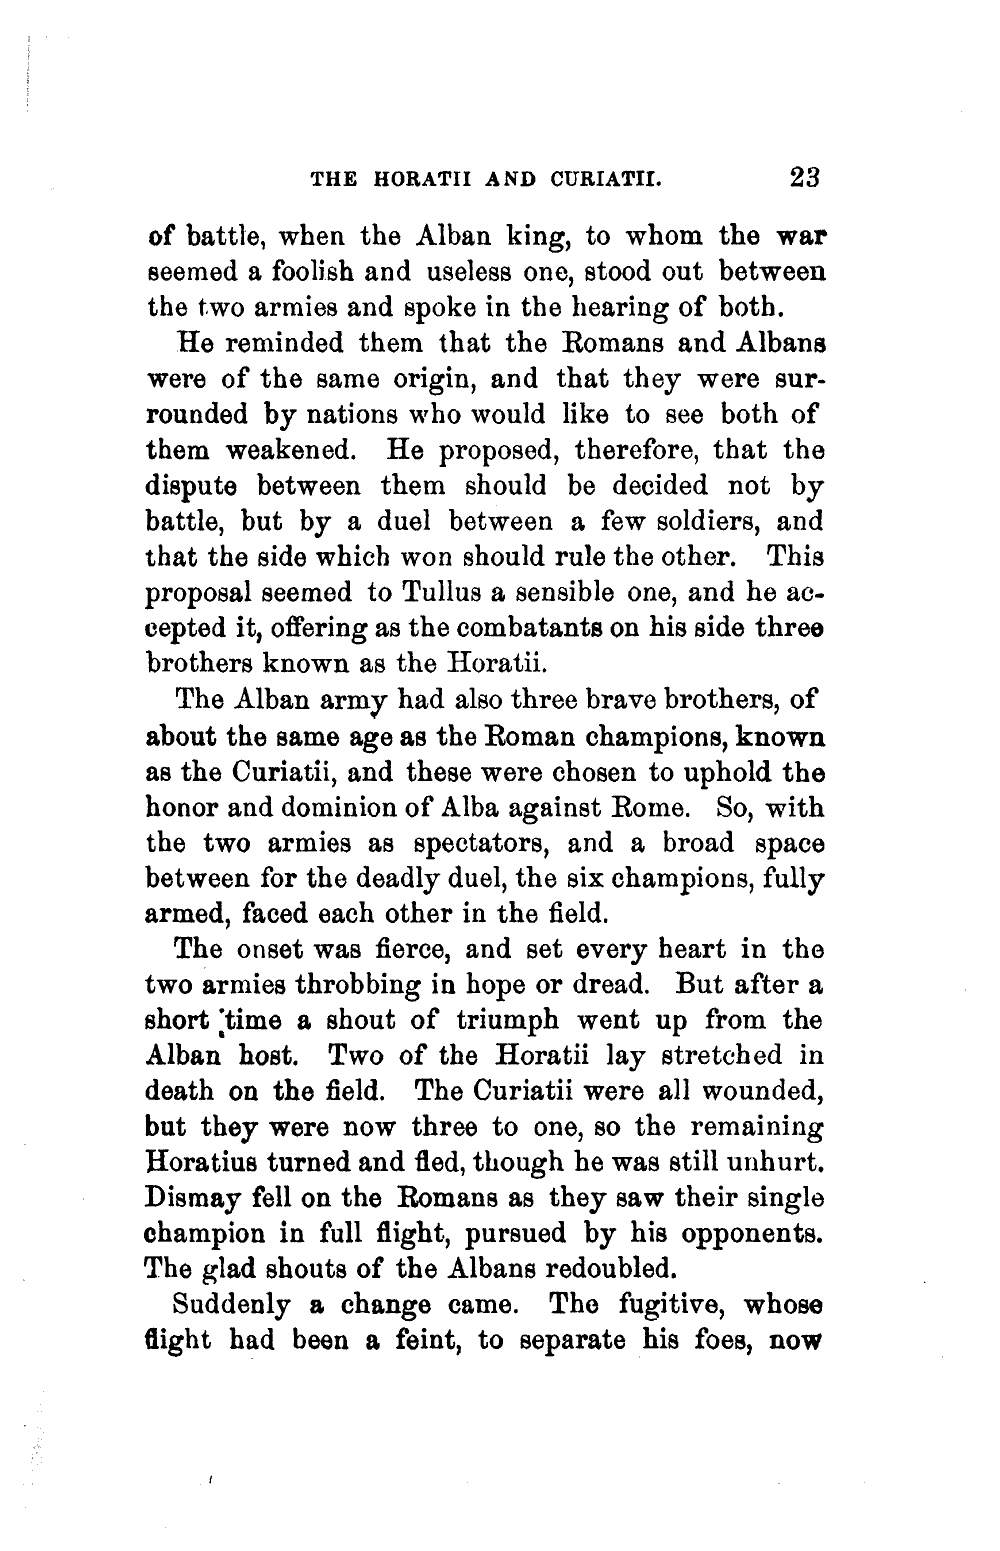 THE HORATII AND CURIATII. 23
of battle, when the Alban king, to whom the war
seemed a foolish and useless one, stood out between
the two armies and spoke in the hearing of both.
He reminded them that the Romans and Albans
were of the same origin, and that they were sur-
rounded by nations who would like to see both of
them weakened. He proposed, therefore, that the
dispute between them should be decided not by
battle, but by a duel between a few soldiers, and
that the side which won should rule the other. This
proposal seemed to Tullus a sensible one, and he ac-
cepted it, offering as the combatants on his side three
brothers known as the Horatii.
The Alban army had also three brave brothers, of
about the same age as the Roman champions, known
as the Curiatii, and these were chosen to uphold the
honor and dominion of Alba against Rome. So, with
the two armies as spectators, and a broad space
between for the deadly duel, the six champions, fully
armed, faced each other in the field.
The onset was fierce, and set every heart in the
two armies throbbing in hope or dread. But after a
short time a shout of triumph went up from the
Alban host. Two of the Horatii lay stretched in
death on the field. The Curiatii were all wounded,
but they were now three to one, so the remaining
Horatius turned and fled, though he was still unhurt.
Dismay fell on the Romans as they saw their single
champion in full flight, pursued by his opponents.
The glad shouts of the Albans redoubled.
Suddenly a change came. The fugitive, whose
flight had been a feint, to separate his foes, now